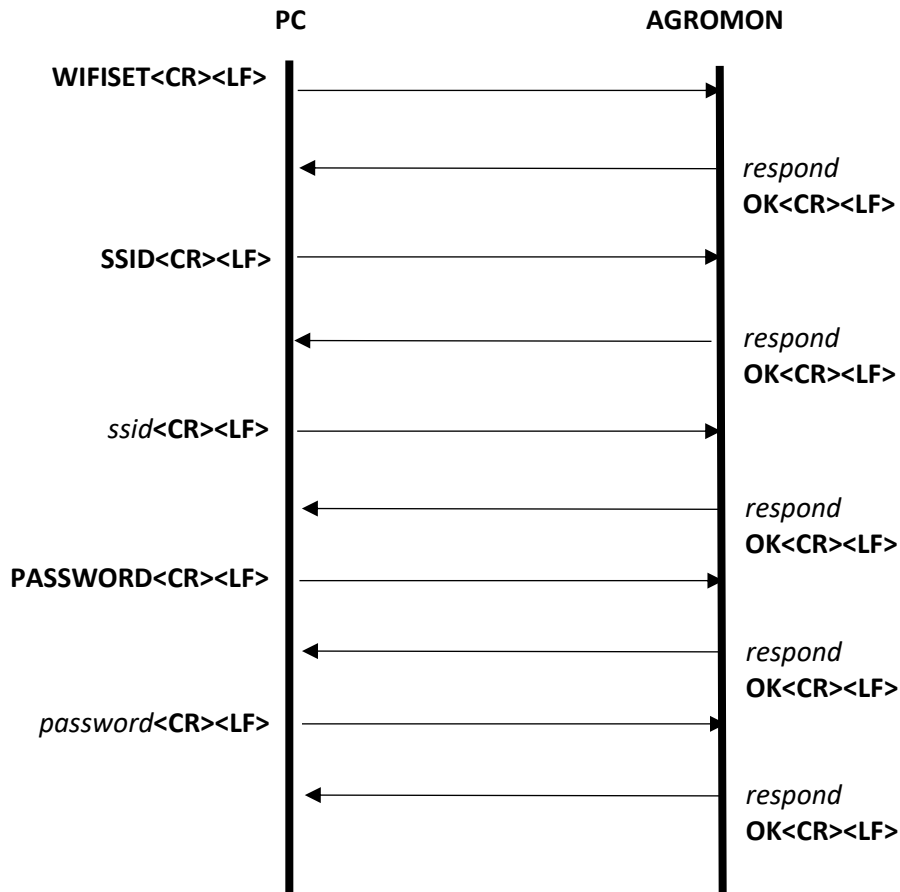 PC
AGROMON
WIFISET<CR><LF>
respond
OK<CR><LF>
SSID<CR><LF>
respond
OK<CR><LF>
ssid<CR><LF>
respond
OK<CR><LF>
PASSWORD<CR><LF>
respond
OK<CR><LF>
password<CR><LF>
respond
OK<CR><LF>